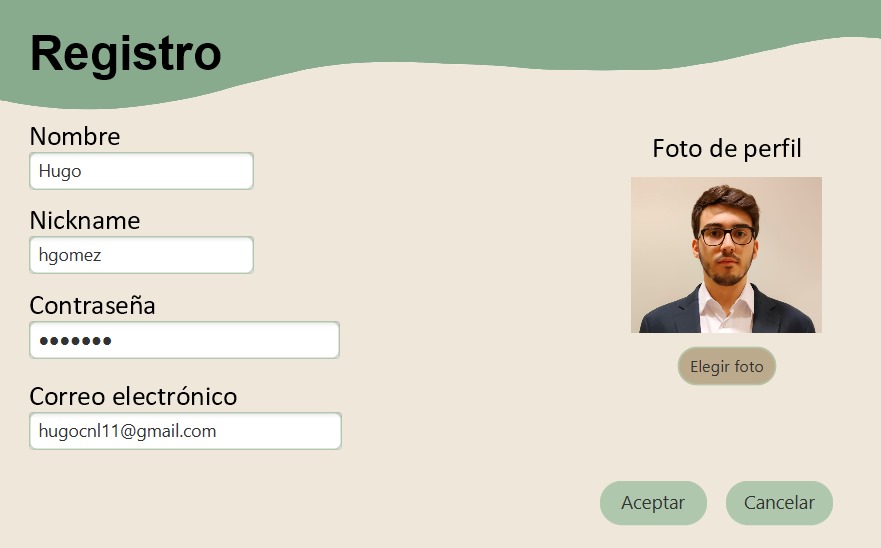 Registro
Nombre
Hugo
Nickname
hgomez
Contraseña
•••••••
Correo electrónico
hugocnl11@gmail.com
Foto de perfil
Elegir foto
Aceptar
Cancelar